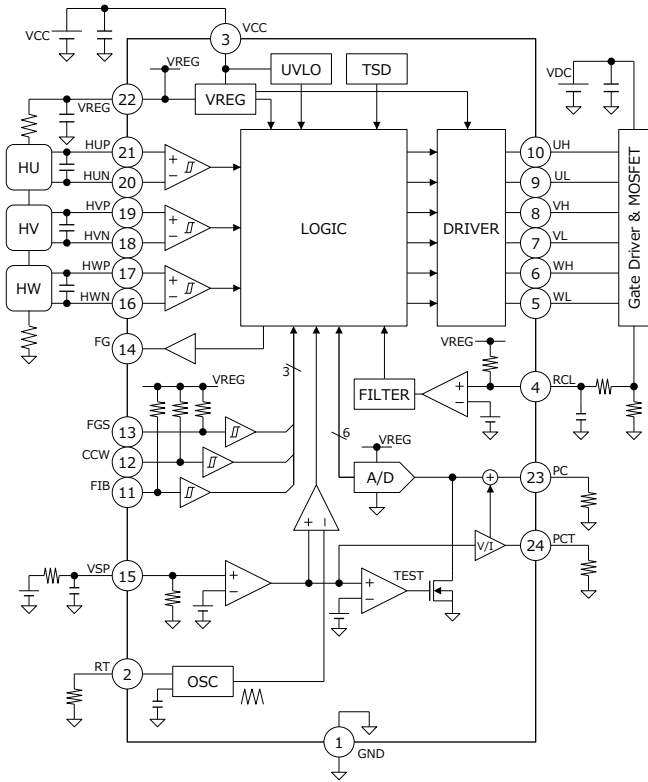 VCC
VCC
3
VREG
UVLO
TSD
VDC
22
VREG
VREG
HUP
21
10
UH
HU
HUN
20
9
UL
HVP
19
8
VH
HV
LOGIC
DRIVER
HVN
18
7
VL
HWP
17
6
WH
HW
HWN
16
5
WL
Gate Driver & MOSFET
FG
14
VREG
3
VREG
FILTER
4
RCL
FGS
13
6
VREG
CCW
12
A/D
23
PC
FIB
11
V/I
24
PCT
VSP
15
TEST
RT
2
OSC
1
GND